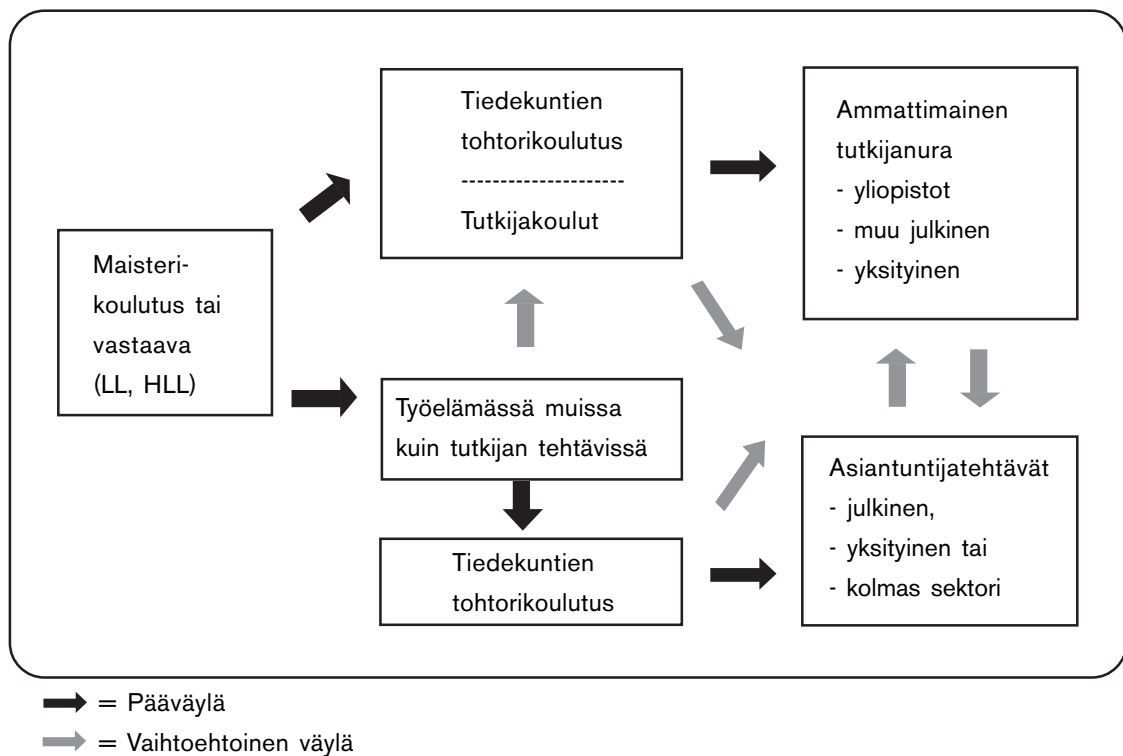 Maisteri-
koulutus tai
vastaava
(LL, HLL)
Tiedekuntien
tohtorikoulutus
---------------------
Tutkijakoulut
Työelämässä muissa
kuin tutkijan tehtävissä
Tiedekuntien
tohtorikoulutus
Ammattimainen
tutkijanura
- yliopistot
- muu julkinen
- yksityinen
Asiantuntijatehtävät
- julkinen,
- yksityinen tai
- kolmas sektori
= Pääväylä
= Vaihtoehtoinen väylä